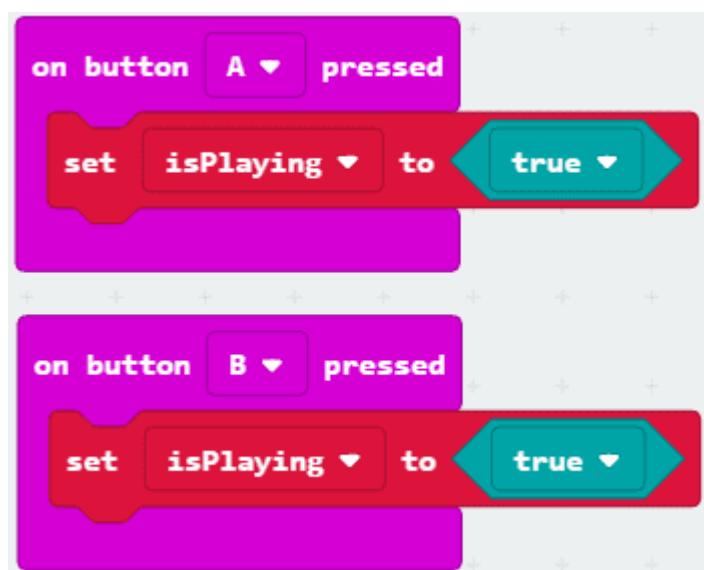 on button A pressed
set isPlaying to true
on button B pressed
set isPlaying to true